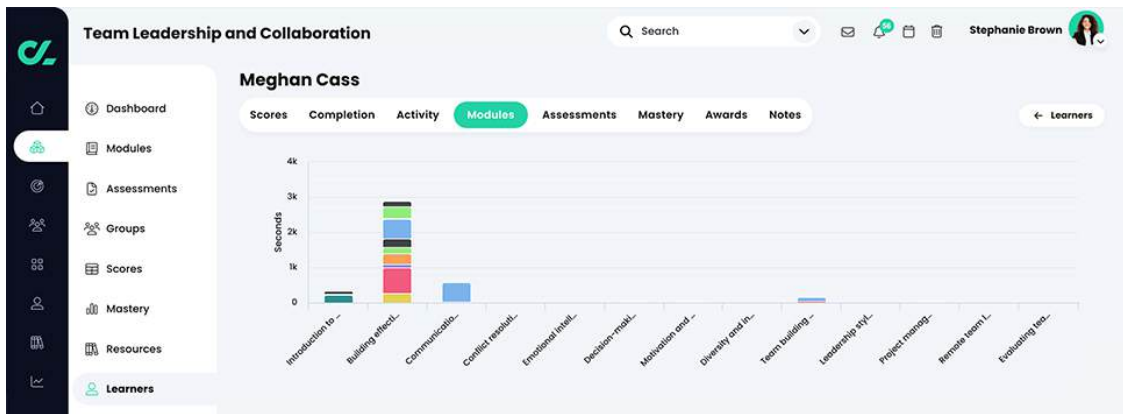 Team Leadership and Collaboration
Search
56
Stephanie Brown
Dashboard
Modules
Assessments
Groups
Scores
Mastery
Resources
Learners
Meghan Cass
Scores Completion Activity Modules Assessments Mastery Awards Notes
← Learners
Seconds
4k
3k
2k
1k
0
Introduction to ...
Building effecti...
Communicatio...
Conflict resoluti...
Emotional intell...
Decision-maki...
Motivation and ...
Diversity and in...
Team building ...
Leadership styl...
Project manag...
Remote team l...
Evaluating tea...